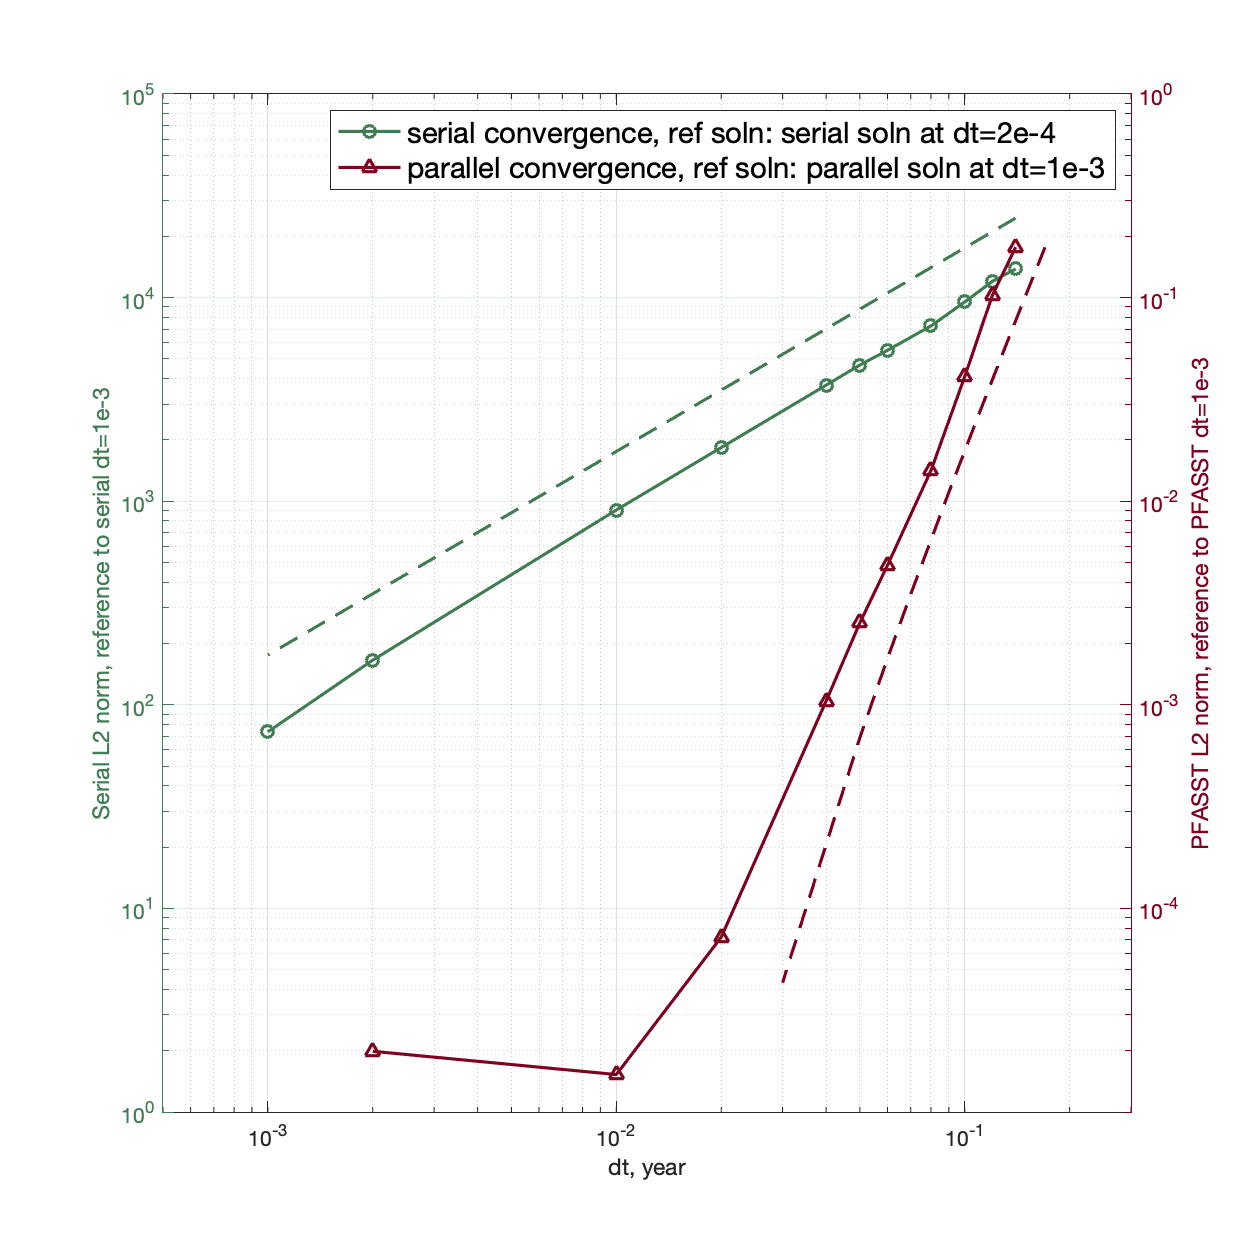 serial convergence, ref soln: serial soln at dt=2e-4
parallel convergence, ref soln: parallel soln at dt=1e-3
Serial L2 norm, reference to serial dt=1e-3
10^5
10^4
10^3
10^2
10^1
10^0
10^0
10^-1
10^-2
10^-3
10^-4
PFASST L2 norm, reference to PFASST dt=1e-3
10^-3
10^-2
10^-1
dt, year